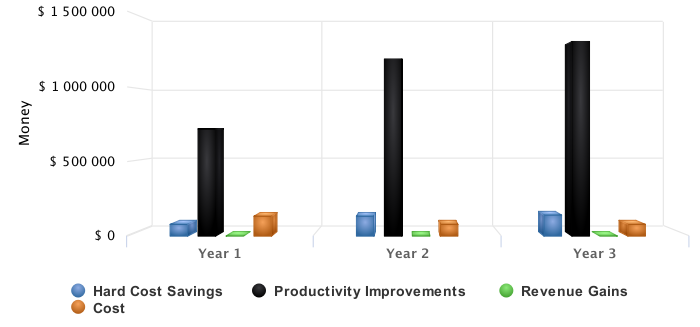 $ 1 500 000
$ 1 000 000
$ 500 000
$ 0
Money
Year 1
Year 2
Year 3
Hard Cost Savings
Productivity Improvements
Revenue Gains
Cost